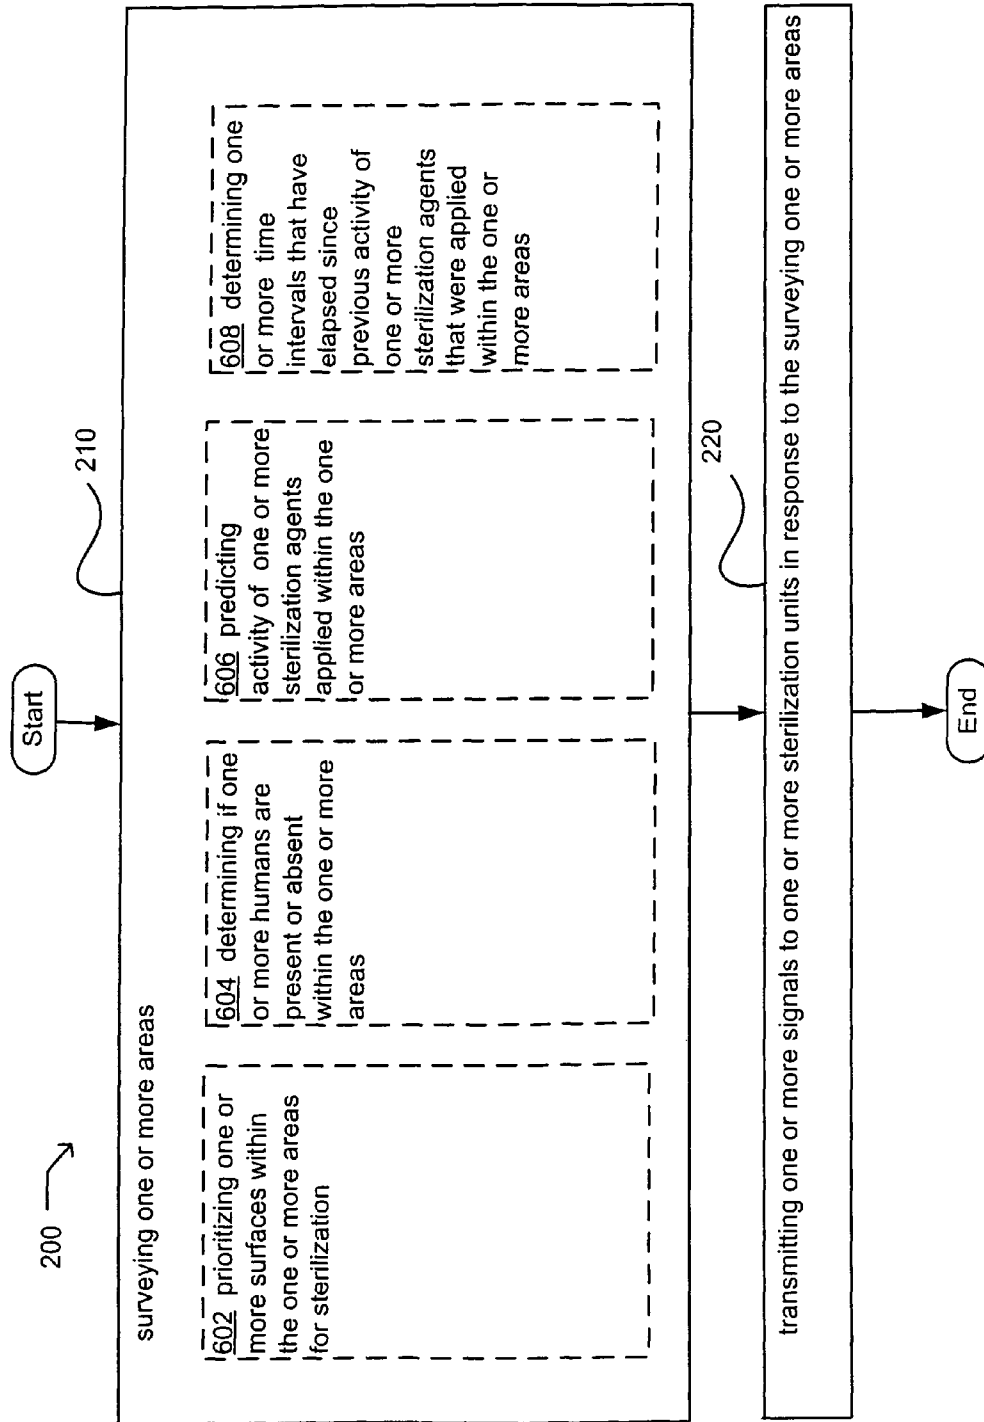 Start
200
210
surveying one or more areas
602 prioritizing one or
more surfaces within
the one or more areas
for sterilization
604 determining if one
or more humans are
present or absent
within the one or more
areas
606 predicting
activity of one or more
sterilization agents
applied within the one
or more areas
608 determining one
or more time
intervals that have
elapsed since
previous activity of
one or more
sterilization agents
that were applied
within the one or
more areas
220
transmitting one or more signals to one or more sterilization units in response to the surveying one or more areas
End